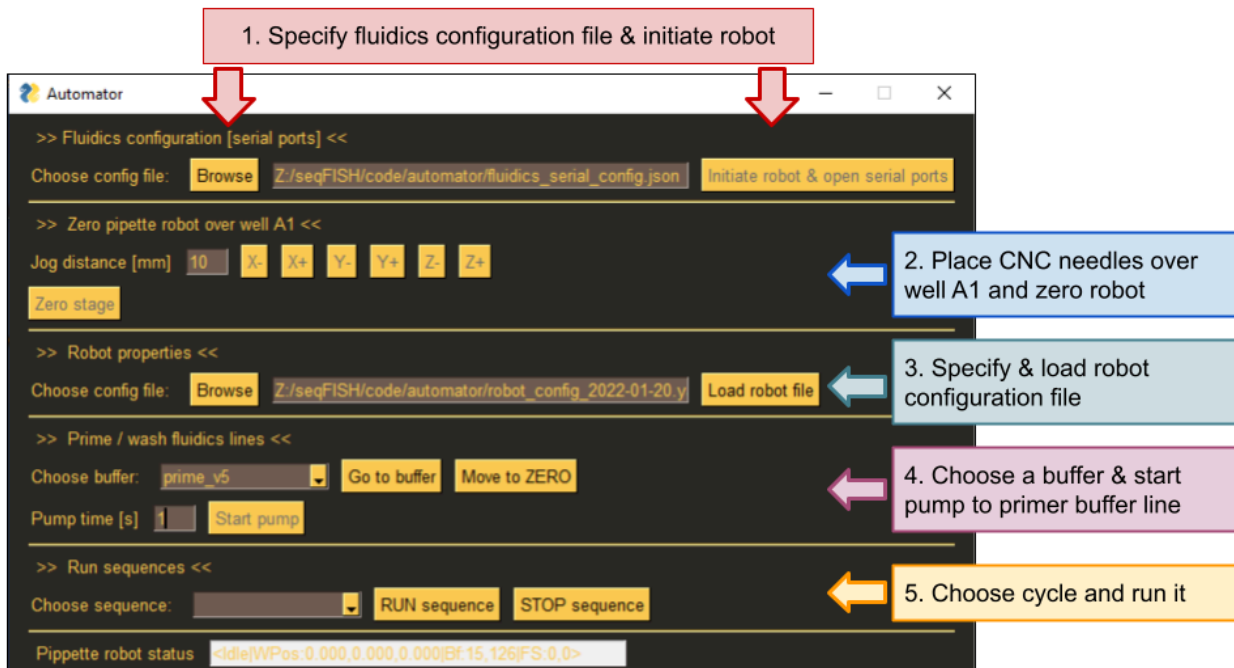 1. Specify fluidics configuration file & initiate robot
Automator
>> Fluidics configuration [serial ports] <<
Choose config file: Browse Z:/seqFISH/code/automator/fluidics_serial_config.json Initiate robot & open serial ports
>> Zero pipette robot over well A1 <<
Jog distance [mm] 10 X- X+ Y- Y+ Z- Z+
Zero stage
2. Place CNC needles over
well A1 and zero robot
>> Robot properties <<
Choose config file: Browse Z:/seqFISH/code/automator/robot_config_2022-01-20.y Load robot file
3. Specify & load robot
configuration file
>> Prime / wash fluidics lines <<
Choose buffer: prime_v5 Go to buffer Move to ZERO
Pump time [s] 1 Start pump
4. Choose a buffer & start
pump to primer buffer line
>> Run sequences <<
Choose sequence: RUN sequence STOP sequence
5. Choose cycle and run it
Pippette robot status <Idle|WPos:0.000,0.000,0.000|Bf:15,126|FS:0,0>